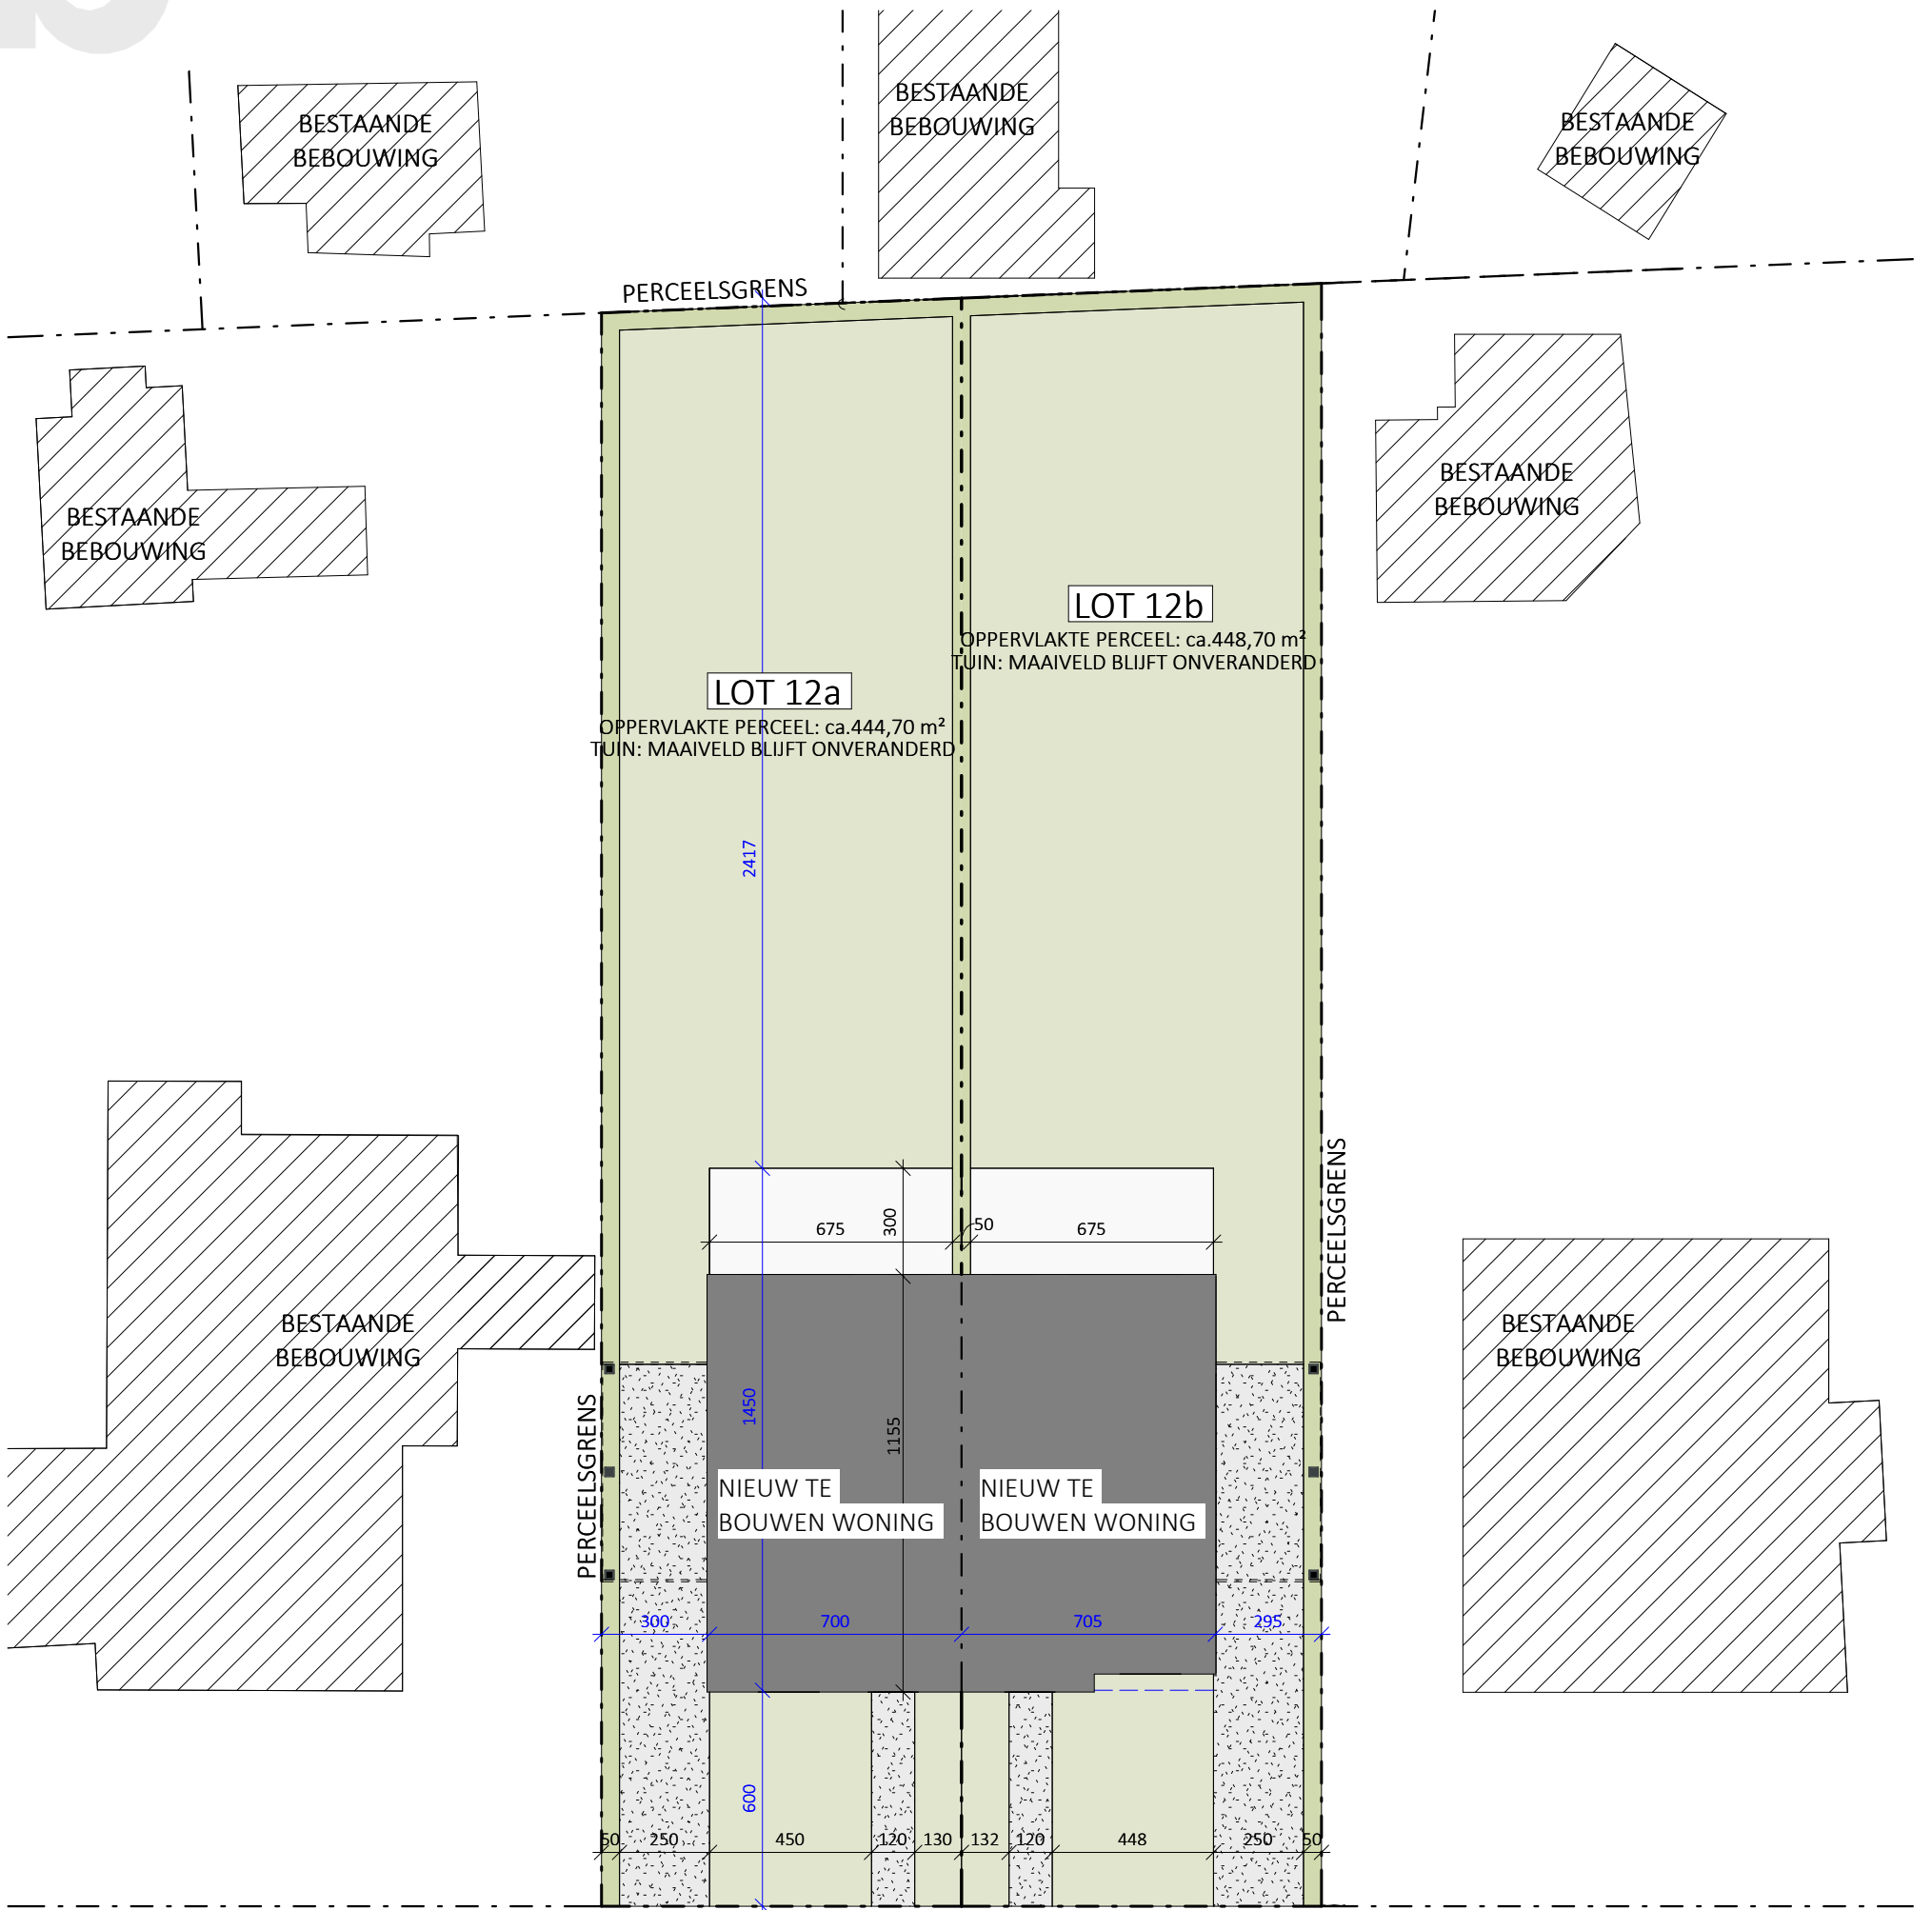 BESTAANDE
BEBOUWING
BESTAANDE
BEBOUWING
BESTAANDE
BEBOUWING
PERCEELSGRENS
BESTAANDE
BEBOUWING
BESTAANDE
BEBOUWING
LOT 12b
OPPERVLAKTE PERCEEL: ca.448,70 m²
TUIN: MAAIVELD BLIJFT ONVERANDERD
LOT 12a
OPPERVLAKTE PERCEEL: ca.444,70 m²
TUIN: MAAIVELD BLIJFT ONVERANDERD
2417
PERCEELSGRENS
675
300
50
675
BESTAANDE
BEBOUWING
BESTAANDE
BEBOUWING
PERCEELSGRENS
1450
1155
NIEUW TE
BOUWEN WONING
NIEUW TE
BOUWEN WONING
300
700
705
295
600
50
250
450
120
130
132
120
448
250
50